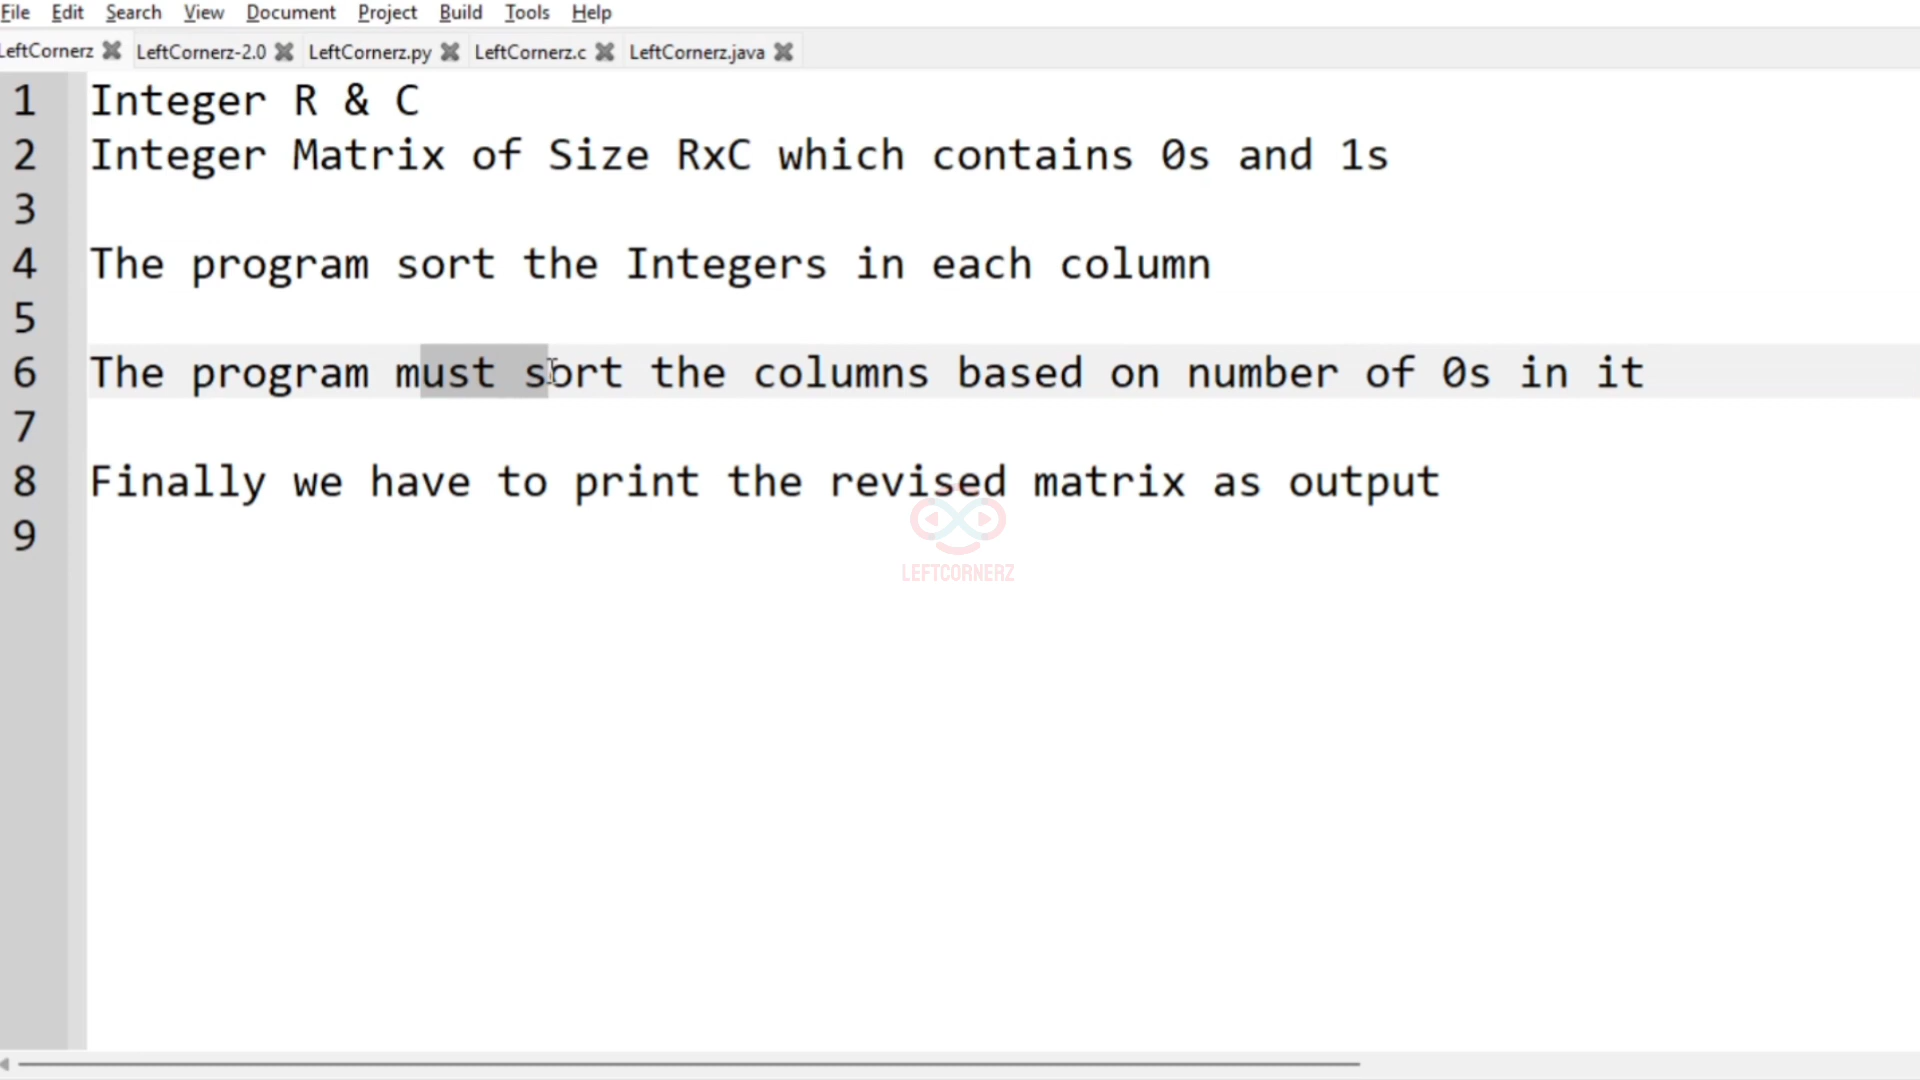 File Edit Search View Document Project Build Tools Help
LeftCornerz LeftCornerz-2.0 LeftCornerz.py LeftCornerz.c LeftCornerz.java
1 Integer R & C
2 Integer Matrix of Size RxC which contains 0s and 1s
3
4 The program sort the Integers in each column
5
6 The program must sort the columns based on number of 0s in it
7
8 Finally we have to print the revised matrix as output
9
LEFTCORNERZ